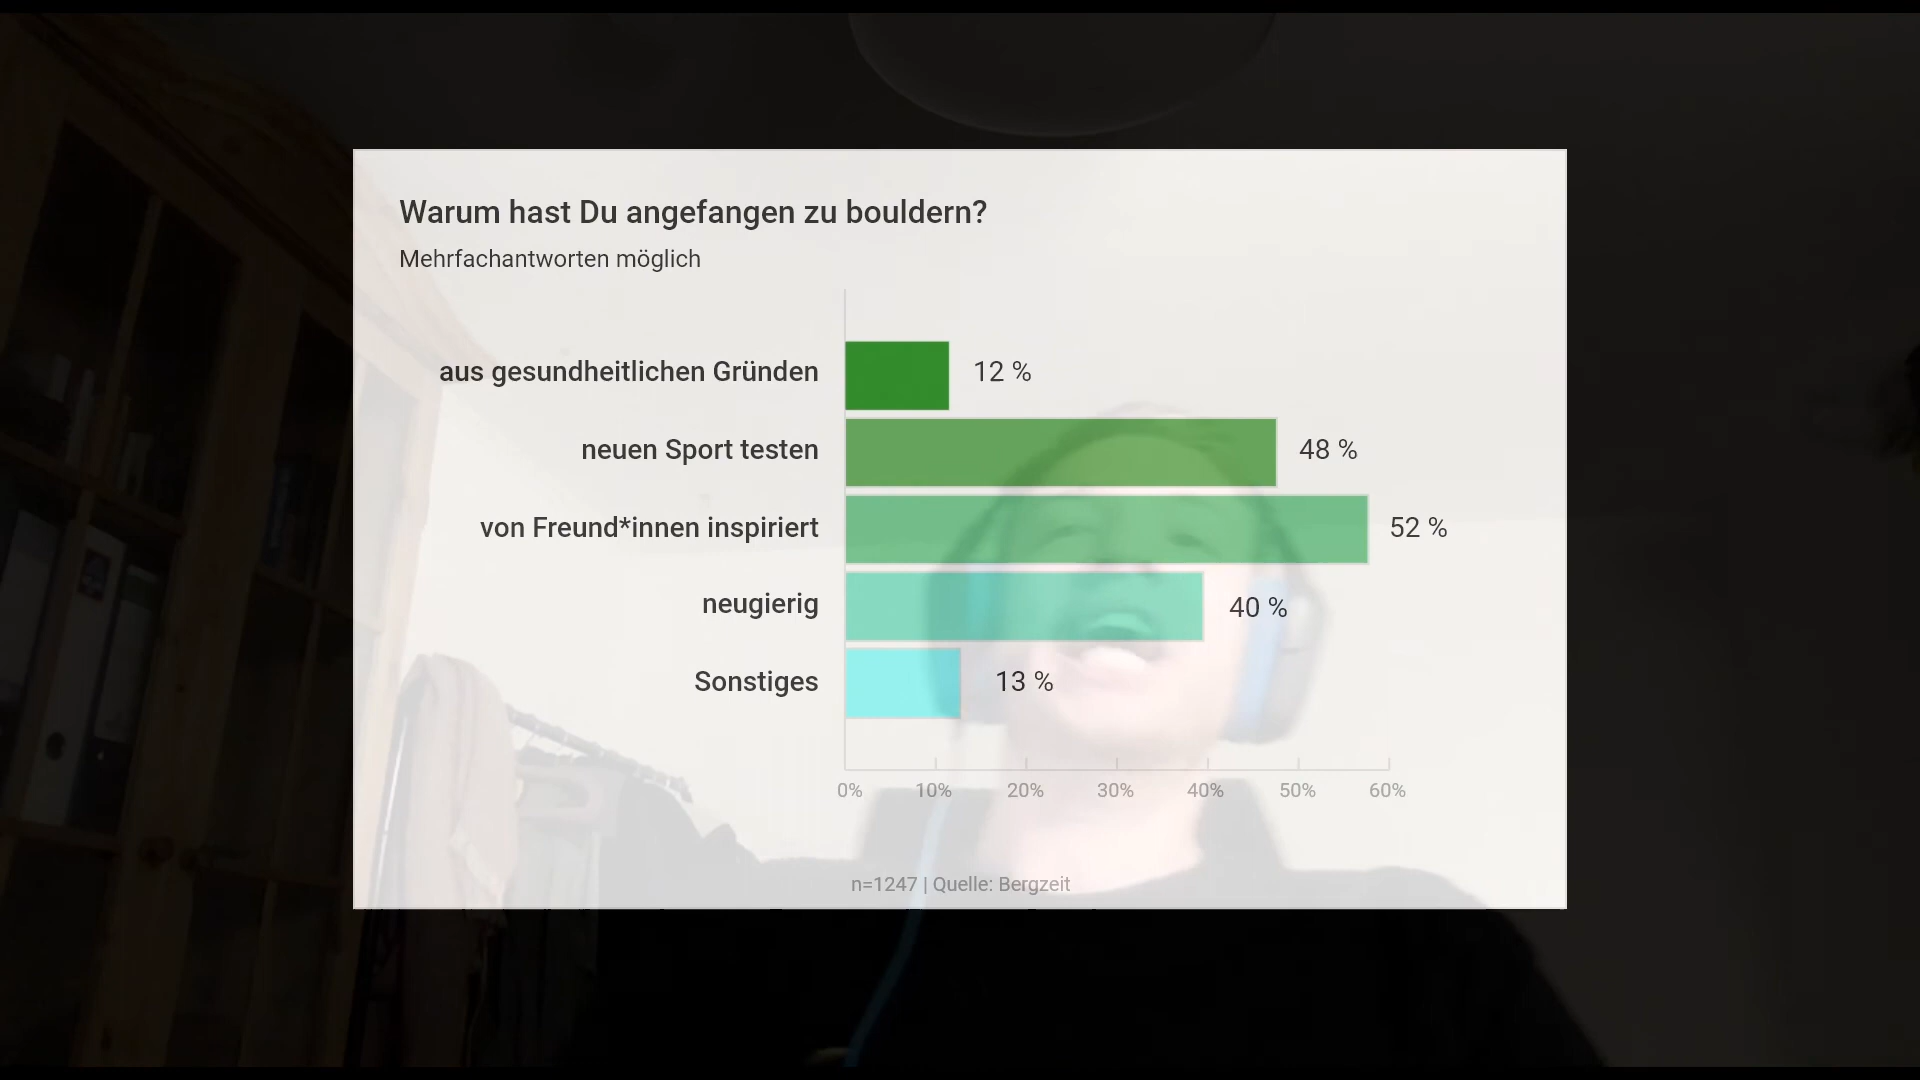 Warum hast Du angefangen zu bouldern?
Mehrfachantworten möglich
aus gesundheitlichen Gründen 12 %
neuen Sport testen 48 %
von Freund*innen inspiriert 52 %
neugierig 40 %
Sonstiges 13 %
0% 10% 20% 30% 40% 50% 60%
n=1247 | Quelle: Bergzeit